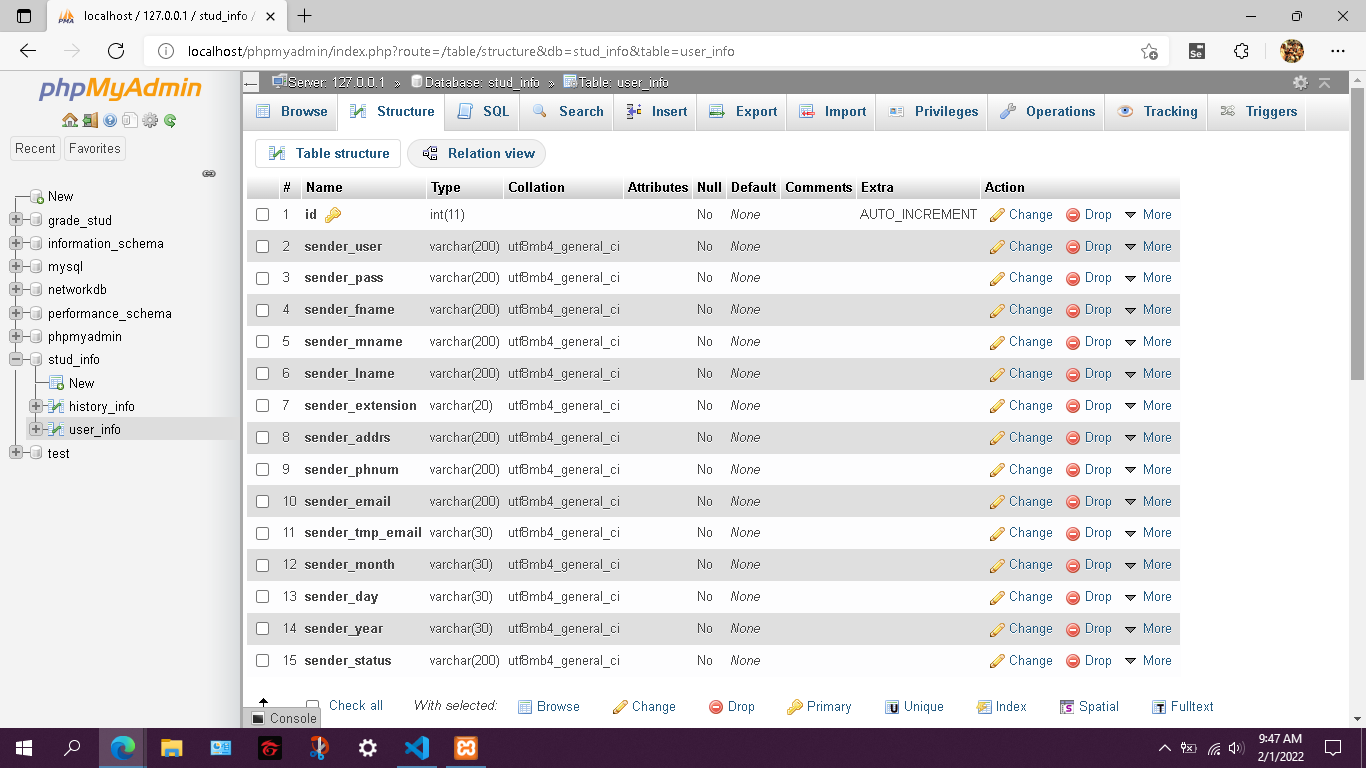 localhost / 127.0.0.1 / stud_info /
localhost/phpmyadmin/index.php?route=/table/structure&db=stud_info&table=user_info
phpMyAdmin
Recent Favorites
New
grade_stud
information_schema
mysql
networkdb
performance_schema
phpmyadmin
stud_info
New
history_info
user_info
test
Server: 127.0.0.1 » Database: stud_info » Table: user_info
Browse Structure SQL Search Insert Export Import Privileges Operations Tracking Triggers
Table structure Relation view
# Name Type Collation Attributes Null Default Comments Extra Action
1 id int(11) No None AUTO_INCREMENT Change Drop More
2 sender_user varchar(200) utf8mb4_general_ci No None Change Drop More
3 sender_pass varchar(200) utf8mb4_general_ci No None Change Drop More
4 sender_fname varchar(200) utf8mb4_general_ci No None Change Drop More
5 sender_mname varchar(200) utf8mb4_general_ci No None Change Drop More
6 sender_lname varchar(200) utf8mb4_general_ci No None Change Drop More
7 sender_extension varchar(20) utf8mb4_general_ci No None Change Drop More
8 sender_addrs varchar(200) utf8mb4_general_ci No None Change Drop More
9 sender_phnum varchar(200) utf8mb4_general_ci No None Change Drop More
10 sender_email varchar(200) utf8mb4_general_ci No None Change Drop More
11 sender_tmp_email varchar(30) utf8mb4_general_ci No None Change Drop More
12 sender_month varchar(30) utf8mb4_general_ci No None Change Drop More
13 sender_day varchar(30) utf8mb4_general_ci No None Change Drop More
14 sender_year varchar(30) utf8mb4_general_ci No None Change Drop More
15 sender_status varchar(200) utf8mb4_general_ci No None Change Drop More
Check all With selected: Browse Change Drop Primary Unique Index Spatial Fulltext
Console
9:47 AM
2/1/2022